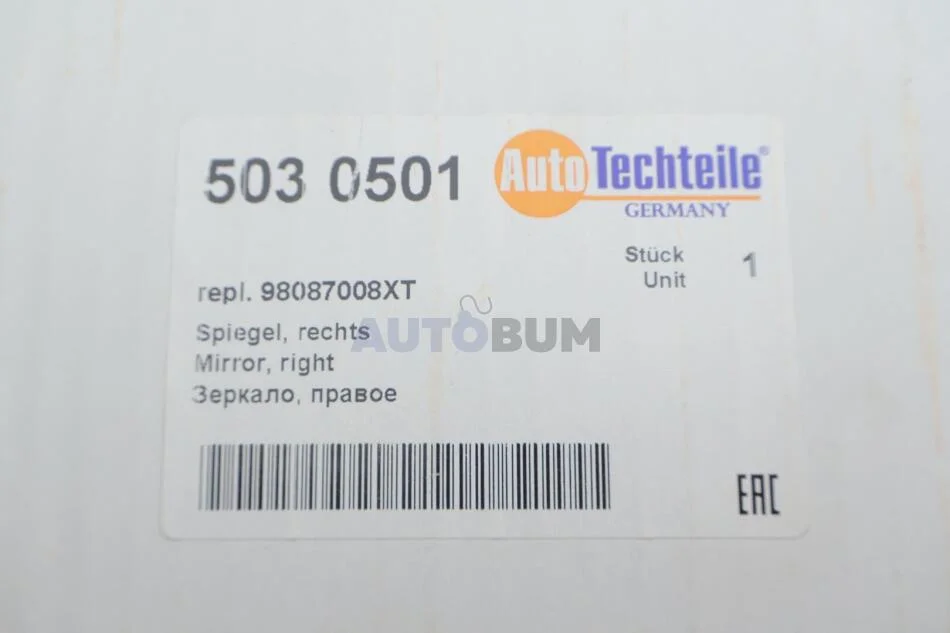 503 0501
AutoTechteile®
GERMANY
Stück 1
Unit
repl. 98087008XT
Spiegel, rechts
AUTOBUM
Mirror, right
Зеркало, правое
EAC